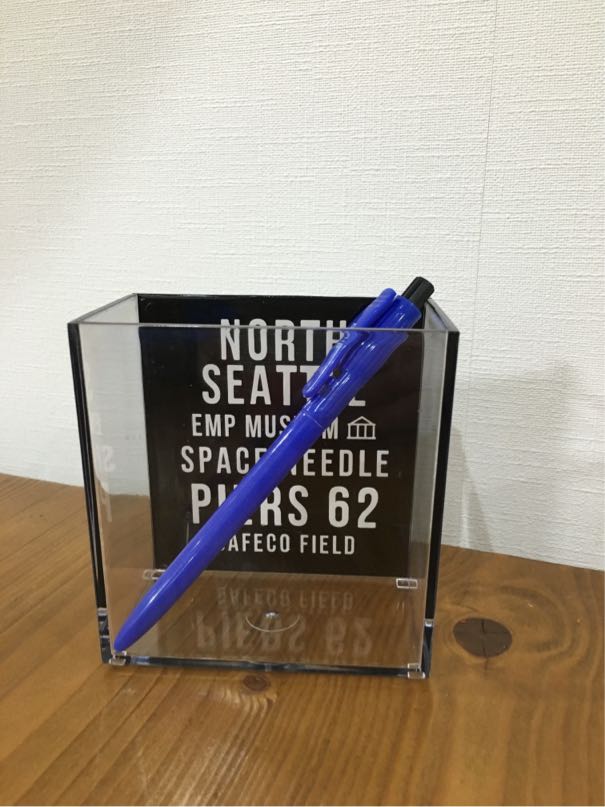 NORTH
SEATTLE
EMP MUSEUM
SPACE NEEDLE
PIERS 62
SAFECO FIELD